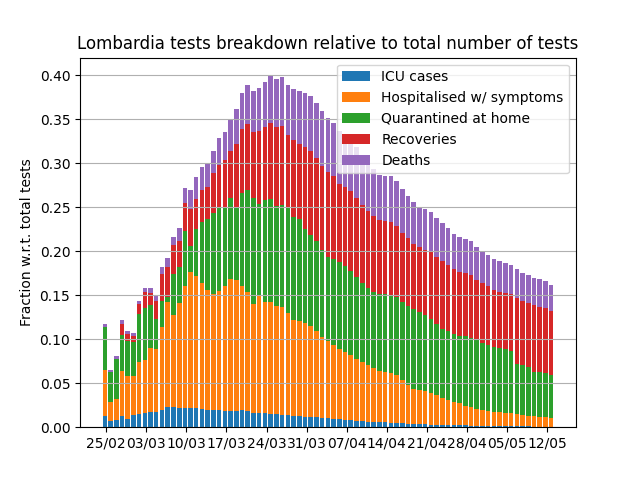 Lombardia tests breakdown relative to total number of tests
Fraction w.r.t. total tests
0.40
0.35
0.30
0.25
0.20
0.15
0.10
0.05
0.00
ICU cases
Hospitalised w/ symptoms
Quarantined at home
Recoveries
Deaths
25/02 03/03 10/03 17/03 24/03 31/03 07/04 14/04 21/04 28/04 05/05 12/05